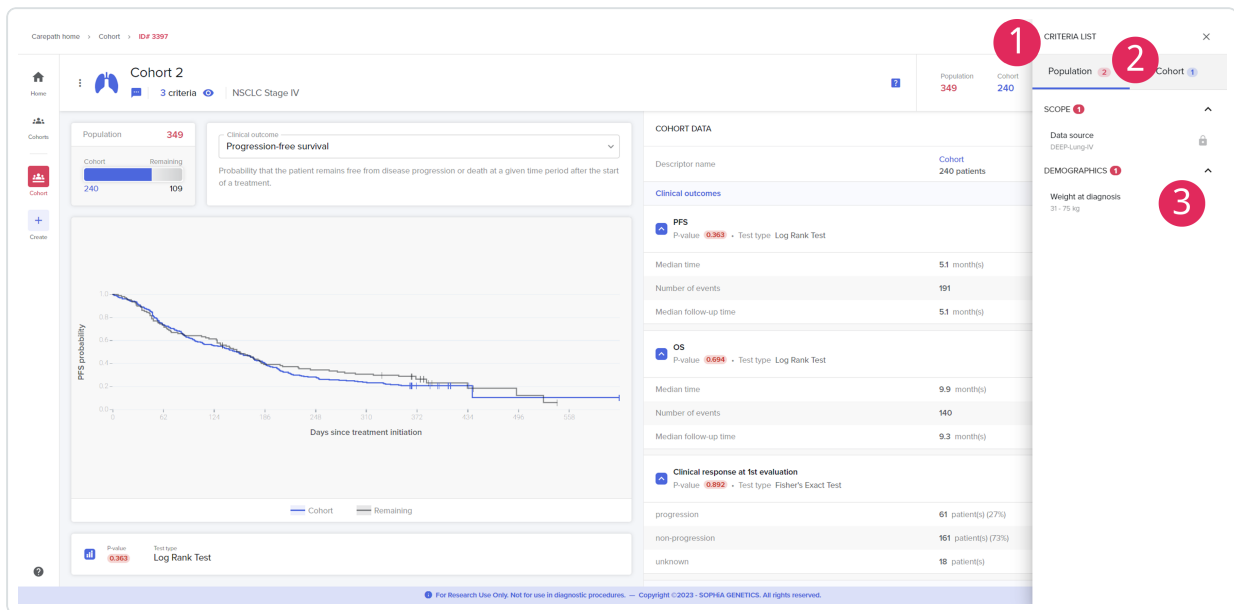 Carepath home > Cohort > ID# 3397
Home
Cohorts
Cohort
Create
Cohort 2
3 criteria
NSCLC Stage IV
?
Population
349
Cohort
240
Population 349
Cohort Remaining
240 109
Clinical outcome
Progression-free survival
Probability that the patient remains free from disease progression or death at a given time period after the start
of a treatment.
PFS probability
1.0
0.8
0.6
0.4
0.2
0.0
0 62 124 186 248 310 372 434 496 558
Days since treatment initiation
Cohort Remaining
P-value
0.363
Test type
Log Rank Test
COHORT DATA
Descriptor name
Cohort
240 patients
Clinical outcomes
PFS
P-value 0.363 • Test type Log Rank Test
Median time 5.1 month(s)
Number of events 191
Median follow-up time 5.1 month(s)
OS
P-value 0.694 • Test type Log Rank Test
Median time 9.9 month(s)
Number of events 140
Median follow-up time 9.3 month(s)
Clinical response at 1st evaluation
P-value 0.892 • Test type Fisher's Exact Test
progression 61 patient(s) (27%)
non-progression 161 patient(s) (73%)
unknown 18 patient(s)
1
CRITERIA LIST
2
Population 2
Cohort 1
SCOPE 1
Data source
DEEP-Lung-IV
DEMOGRAPHICS 1
Weight at diagnosis
31 - 75 kg
3
?
For Research Use Only. Not for use in diagnostic procedures. — Copyright ©2023 - SOPHiA GENETICS. All rights reserved.